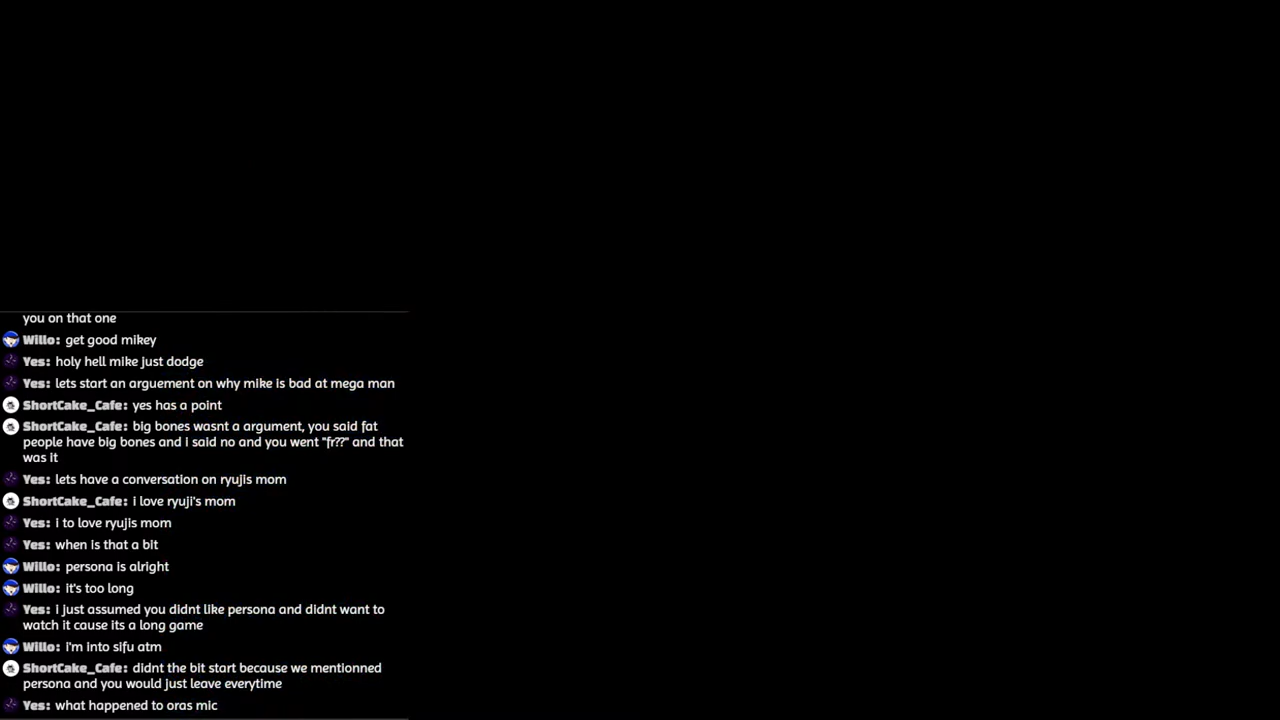 you on that one
Willo: get good mikey
Yes: holy hell mike just dodge
Yes: lets start an arguement on why mike is bad at mega man
ShortCake_Cafe: yes has a point
ShortCake_Cafe: big bones wasnt a argument, you said fat
people have big bones and i said no and you went "fr??" and that
was it
Yes: lets have a conversation on ryujis mom
ShortCake_Cafe: i love ryuji's mom
Yes: i to love ryujis mom
Yes: when is that a bit
Willo: persona is alright
Willo: it's too long
Yes: i just assumed you didnt like persona and didnt want to
watch it cause its a long game
Willo: i'm into sifu atm
ShortCake_Cafe: didnt the bit start because we mentionned
persona and you would just leave everytime
Yes: what happened to oras mic